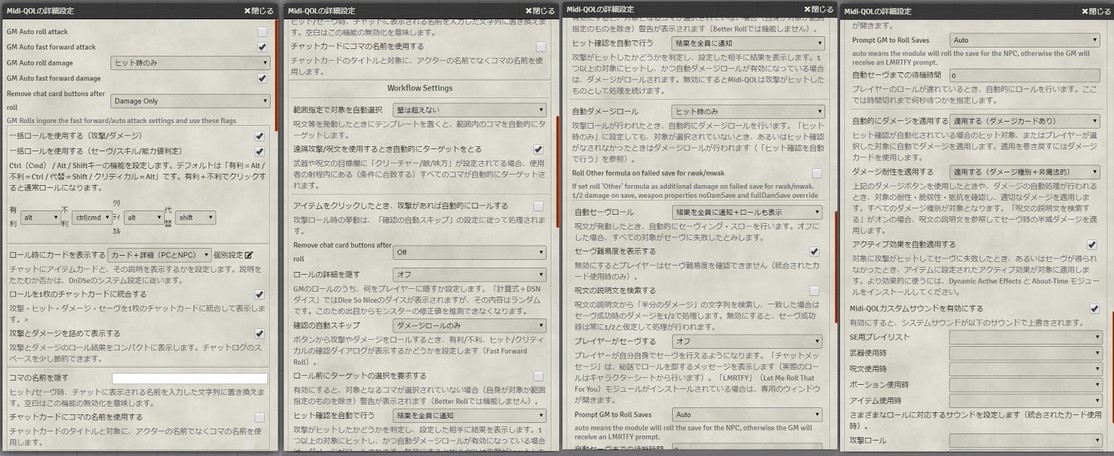 Midi-QOLの詳細設定 ✕閉じる
GM Auto roll attack
GM Auto fast forward attack
GM Auto roll damage ヒット時のみ
GM Auto fast forward damage
Remove chat card buttons after
roll Damage Only
GM Rolls ingore the fast forward/auto attack settings and use these flags
一括ロールを使用する（攻撃/ダメージ）
一括ロールを使用する（セーヴ/スキル/能力値判定）
Ctrl（Cmd）/ Alt / Shiftキーの機能を設定します。デフォルトは「有利 = Alt /
不利 = Ctrl / 代替 = Shift / クリティカル = Alt」です。有利+不利でクリックす
ると通常ロールになります。
有利 alt 不利 ctrl|cmd クリティカル alt 代替 shift
ロール時にカードを表示する カード+詳細（PCとNPC） 個別設定
チャットにアイテムカードと、その説明を表示するかを設定します。説明を
たたむか否かは、DnD5eのシステム設定に従います。
ロールを1枚のチャットカードに統合する
攻撃・ヒット・ダメージ・セーヴを1枚のチャットカードに統合して表示しま
す。>
攻撃とダメージを詰めて表示する
攻撃とダメージのロール結果をコンパクトに表示します。チャットログのス
ペースを少し節約できます。
コマの名前を隠す
ヒット/セーヴ時、チャットに表示される名前を入力した文字列に置き換えま
す。空白はこの機能の無効化を意味します。
チャットカードにコマの名前を使用する
チャットカードのタイトルと対象に、アクターの名前でなくコマの名前を使
用します。
Midi-QOLの詳細設定 ✕閉じる
ヒット/セーヴ時、チャットに表示される名前を入力した文字列に置き換えま
す。空白はこの機能の無効化を意味します。
チャットカードにコマの名前を使用する
チャットカードのタイトルと対象に、アクターの名前でなくコマの名前を使
用します。
Workflow Settings
範囲指定で対象を自動選択 壁は超えない
呪文等を発動したときにテンプレートを置くと、範囲内のコマを自動的にタ
ーゲットします。
遠隔攻撃/呪文を使用するとき自動的にターゲットをとる
武器や呪文の目標欄に「クリーチャー/敵/味方」が設定されてる場合、使用
者の射程内にある（条件に合致する）すべてのコマが自動的にターゲットさ
れます。
アイテムをクリックしたとき、攻撃があれば自動的にロールする
攻撃ロール時の挙動は、「確認の自動スキップ」の設定に従って処理されま
す。
Remove chat card buttons after
roll Off
ロールの詳細を隠す オフ
GMのロールのうち、何をプレイヤーに隠すか設定します。「計算式+DSN
ダイス」ではDice So Niceのダイスが表示されますが、その内容はランダム
です。このため出目からモンスターの修正値を推測できなくなります。
確認の自動スキップ ダメージロールのみ
ボタンから攻撃やダメージをロールするとき、有利/不利、ヒット/クリティ
カルの確認ダイアログが表示するかどうかを設定します（Fast Forward
Roll）。
ロール前にターゲットの選択を要求する
有効にすると、対象となるコマが選択されていない場合（自身が対象か範囲
指定のものを除き）警告が表示されます（Better Rollでは機能しません）。
ヒット確認を自動で行う 結果を全員に通知
攻撃がヒットしたかどうかを判定し、設定した相手に結果を表示します。1
つ以上の対象にヒットし、かつ自動ダメージロールが有効になっている場合
Midi-QOLの詳細設定 ✕閉じる
指定のものを除き）警告が表示されます（Better Rollでは機能しません）。
ヒット確認を自動で行う 結果を全員に通知
攻撃がヒットしたかどうかを判定し、設定した相手に結果を表示します。1
つ以上の対象にヒットし、かつ自動ダメージロールが有効になっている場合
は、ダメージがロールされます。無効にするとMidi-QOLは攻撃がヒットし
たものとして処理を続けます。
自動ダメージロール ヒット時のみ
攻撃ロールが行われたとき、自動的にダメージロールを行います。「ヒット
時のみ」に設定しても、対象が選択されていないとき、あるいはヒット確認
がなされなかったときはダメージロールが行われます（「ヒット確認を自動
で行う」を参照）。
Roll Other formula on failed save for rwak/mwak
If set roll 'Other' formula as additional damage on failed save for rwak/mwak.
1/2 damage on save, weapon properties noDamSave and fullDamSave override
自動セーヴロール 結果を全員に通知+ロールも表示
呪文が発動したとき、自動的にセーヴィング・スローを行います。オフにし
た場合、すべての対象がセーヴに失敗したとみします。
セーヴ難易度を表示する
無効にするとプレイヤーはセーヴ難易度を確認できません（統合されたカー
ド使用時のみ）。
呪文の説明を検索する
呪文の説明文から「半分のダメージ」の文字列を検索し、一致した場合は
セーヴ成功時のダメージを1/2で処理します。無効にすると、セーヴ成功
時は常に1/2と仮定して処理が行われます。
プレイヤーがセーヴする オフ
プレイヤーが自分自身でセーヴを行えるようになります。「チャットメッ
セージ」は、秘話でロールを即するメッセージを表示します（実際のロー
ルはキャラクターシートから行います）。「LMRTFY」（Let Me Roll That
For You）モジュールがインストールされている場合は、専用のウィンドウ
が開きます。
Prompt GM to Roll Saves Auto
auto means the module will roll the save for the NPC, otherwise the GM will
receive an LMRTFY prompt.
Midi-QOLの詳細設定 ✕閉じる
が開きます。
Prompt GM to Roll Saves Auto
auto means the module will roll the save for the NPC, otherwise the GM will
receive an LMRTFY prompt.
自動セーヴまでの待機時間 0
プレイヤーのロールが遅れているとき、自動的にロールを行います。ここ
では時間切れまで何秒待つかを指定します。
自動的にダメージを適用する 適用する（ダメージカードあり）
ヒット確認が自動化されている場合のヒット対象、またはプレイヤーが選
択した対象に自動でダメージを適用します。適用を巻き戻すにはダメージ
カードを使用します。
ダメージ耐性を適用する 適用する（ダメージ種別+非魔法的）
上記のダメージボタンを使用したときや、ダメージの自動処理が行われる
とき、対象の耐性・脆弱性・抵抗を確認し、適切なダメージを適用しま
す。すべてのダメージ種別が対象となります。「呪文の説明文を検索す
る」がオンの場合、呪文の説明文を参照してセーヴ時の半減ダメージを適
用します。
アクティブ効果を自動適用する
対象に攻撃がヒットしてセーヴに失敗したとき、あるいはセーヴが得られ
なかったときは、アイテムに設定されたアクティブ効果が対象に適用しま
す。より効果的に使うには、Dynamic Active Effects と About-Time モジュ
ールをインストールしてください。
Midi-QOLカスタムサウンドを有効にする
有効にすると、システムサウンドが以下のサウンドで上書きされます。
SE用プレイリスト
武器使用時
呪文使用時
ポーション使用時
アイテム使用時
さまざまなロールに対応するサウンドを設定します（統合されたカード使用
時）。
攻撃ロール